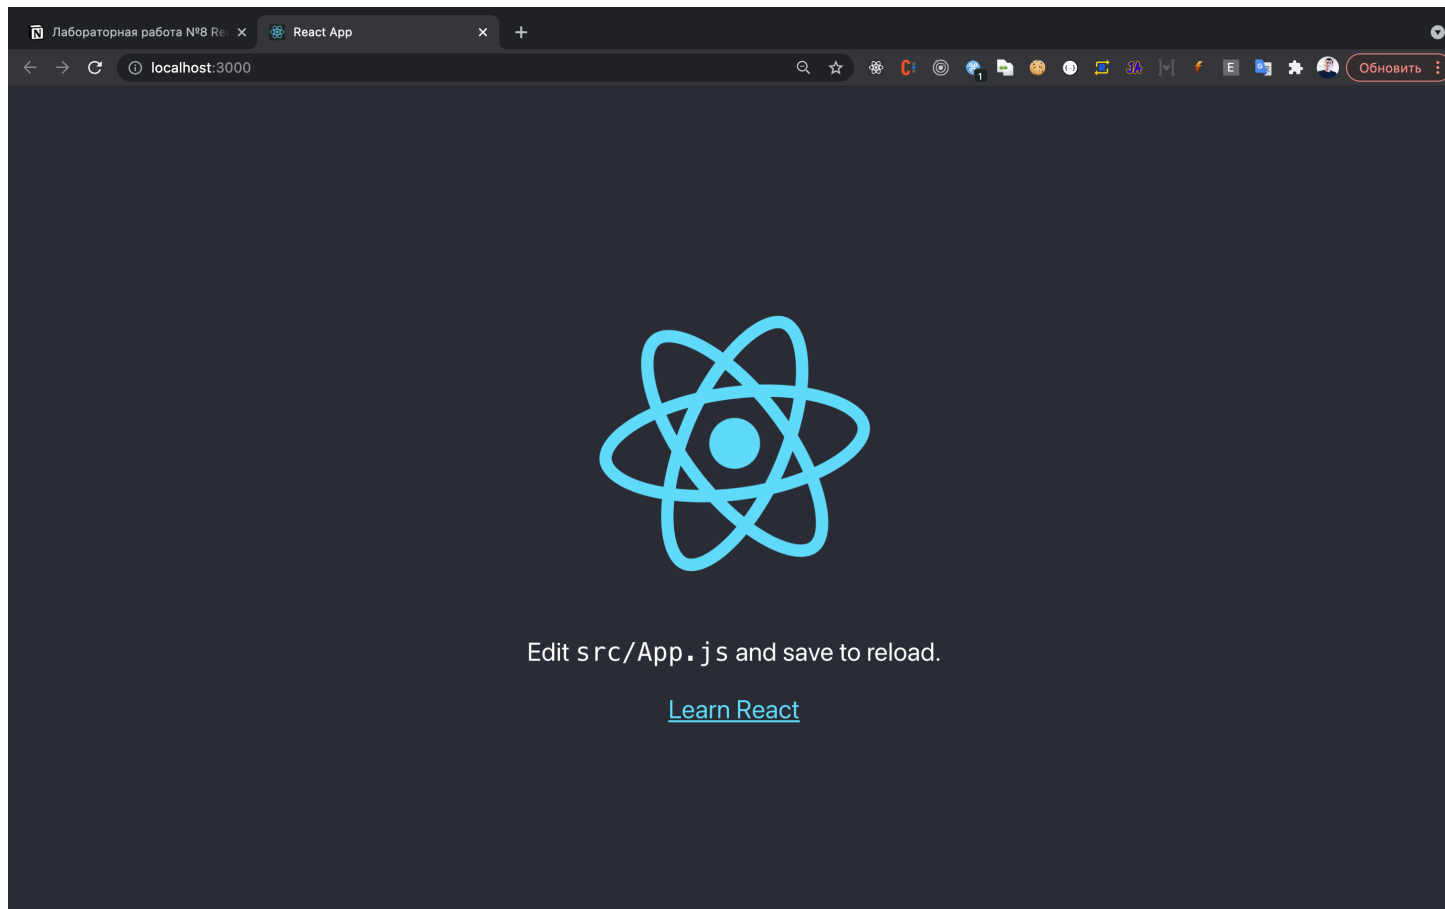 Лабораторная работа №8 Re
React App
localhost:3000
1
Обновить
Edit src/App.js and save to reload.
Learn React